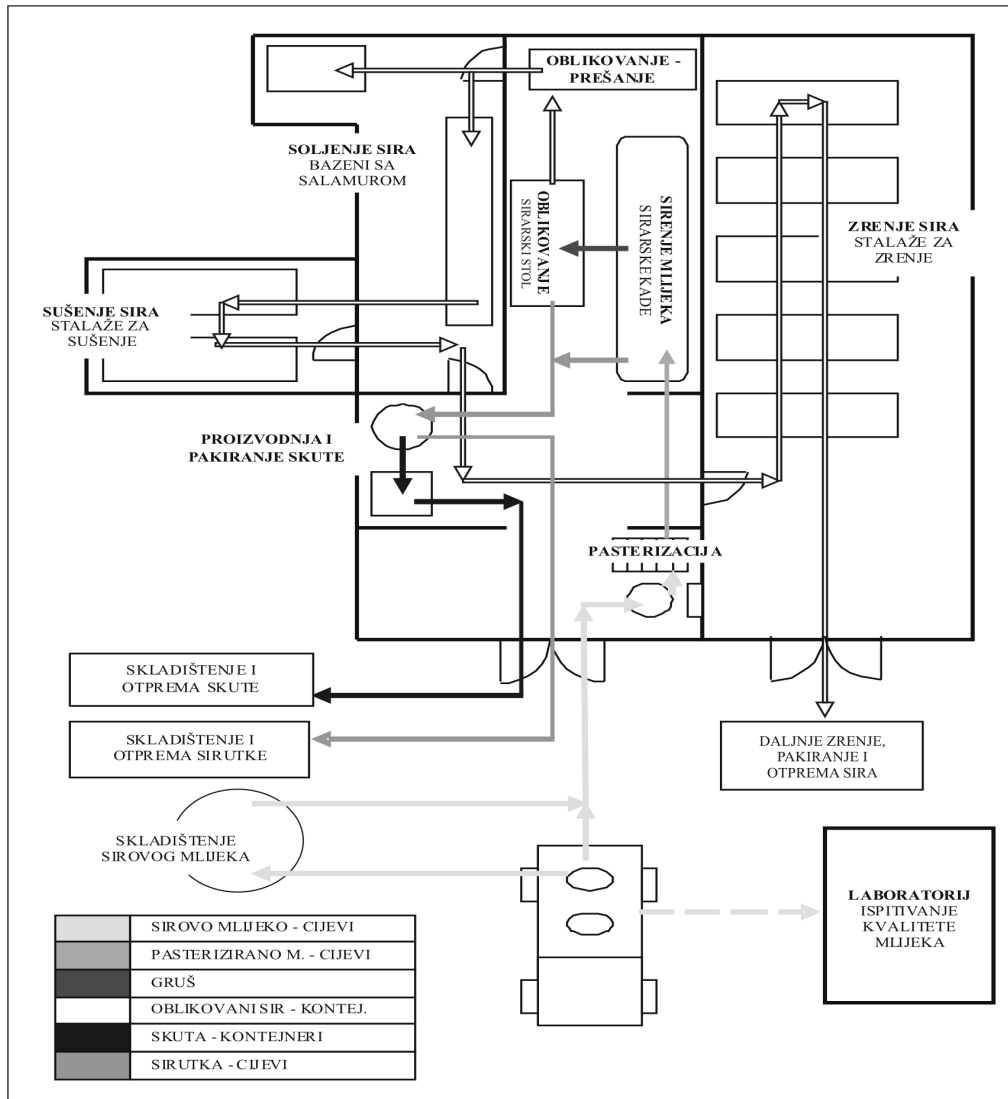 OBLIKOVANJE -
PREŠANJE
SOLJENJE SIRA
BAZENI SA
SALAMUROM
OBLIKOVANJE
SIRARSKI STOL
SIRENJE MLIJEKA
SIRARSKE KADE
ZRENJE SIRA
STALAŽE ZA
ZRENJE
SUŠENJE SIRA
STALAŽE ZA
SUŠENJE
PROIZVODNJA I
PAKIRANJE SKUTE
PASTERIZACIJA
SKLADIŠTENJE I
OTPREMA SKUTE
SKLADIŠTENJE I
OTPREMA SIRUTKE
DALJNJE ZRENJE,
PAKIRANJE I
OTPREMA SIRA
SKLADIŠTENJE
SIROVOG MLIJEKA
LABORATORIJ
ISPITIVANJE
KVALITETE
MLIJEKA
SIROVO MLIJEKO - CIJEVI
PASTERIZIRANO M. - CIJEVI
GRUŠ
OBLIKOVANI SIR - KONTEJ.
SKUTA - KONTEJNERI
SIRUTKA - CIJEVI